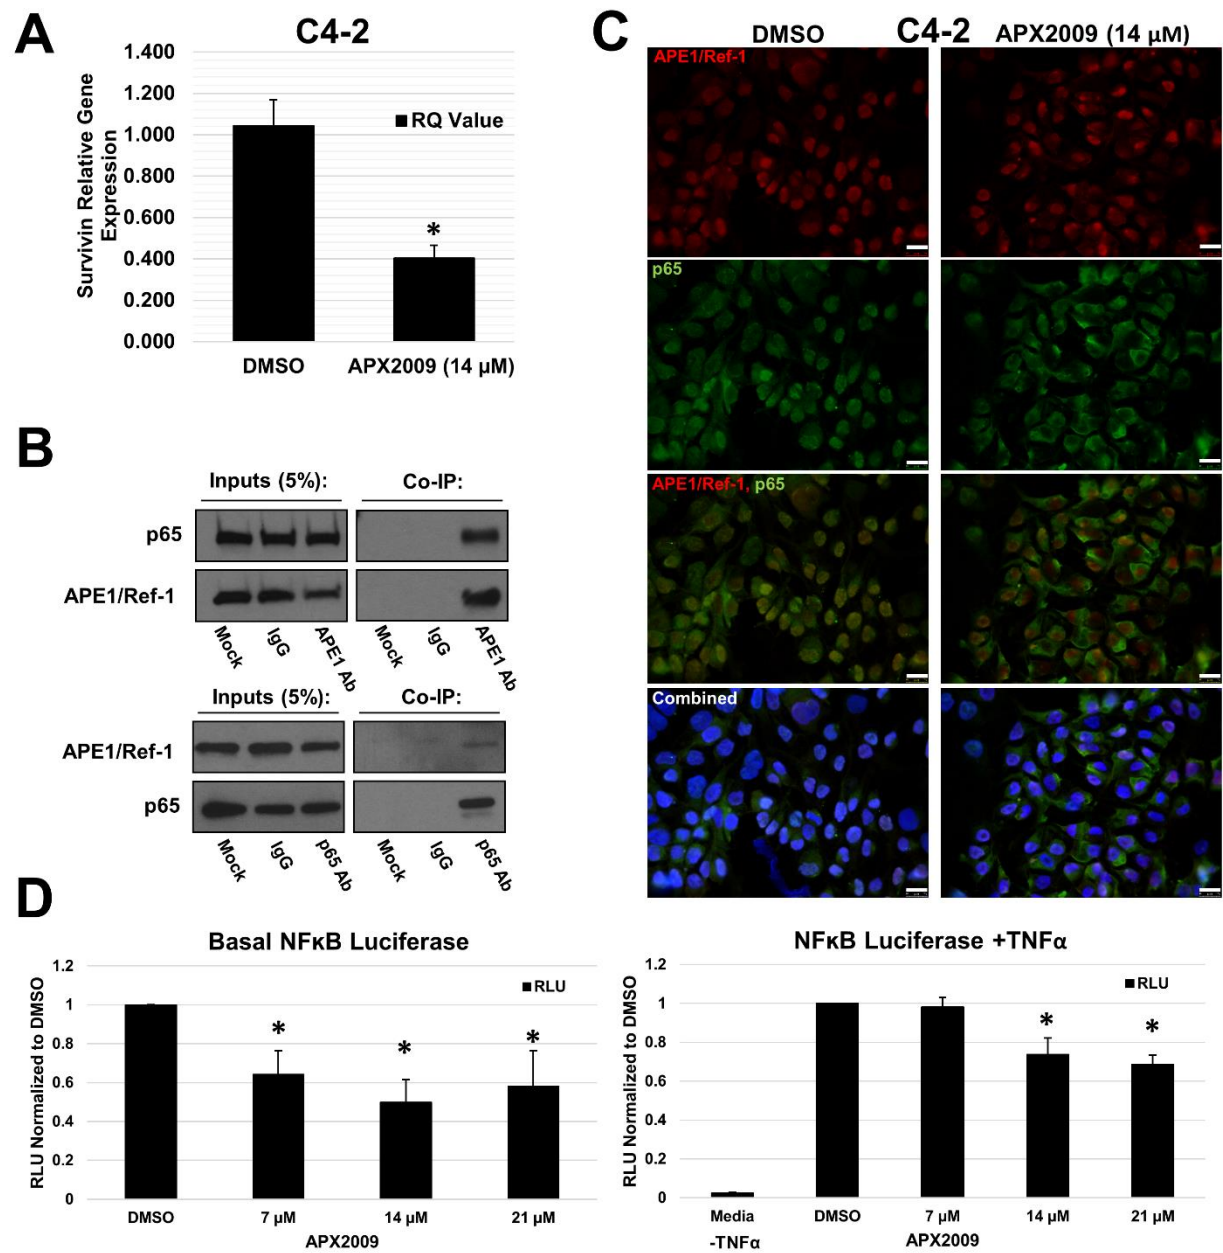 A
C4-2
1.400
1.200
1.000
0.800
0.600
0.400
0.200
0.000
Survivin Relative Gene
Expression
RQ Value
*
DMSO
APX2009 (14 µM)
B
Inputs (5%):
Co-IP:
p65
APE1/Ref-1
Mock
IgG
APE1 Ab
Mock
IgG
APE1 Ab
Inputs (5%):
Co-IP:
APE1/Ref-1
p65
Mock
IgG
p65 Ab
Mock
IgG
p65 Ab
C
DMSO C4-2 APX2009 (14 µM)
APE1/Ref-1
p65
APE1/Ref-1, p65
Combined
D
Basal NFκB Luciferase
RLU Normalized to DMSO
1.2
1
0.8
0.6
0.4
0.2
0
RLU
*
*
*
DMSO
7 µM
14 µM
21 µM
APX2009
NFκB Luciferase +TNFα
RLU Normalized to DMSO
1.2
1
0.8
0.6
0.4
0.2
0
RLU
*
*
Media
-TNFα
DMSO
7 µM
14 µM
21 µM
APX2009